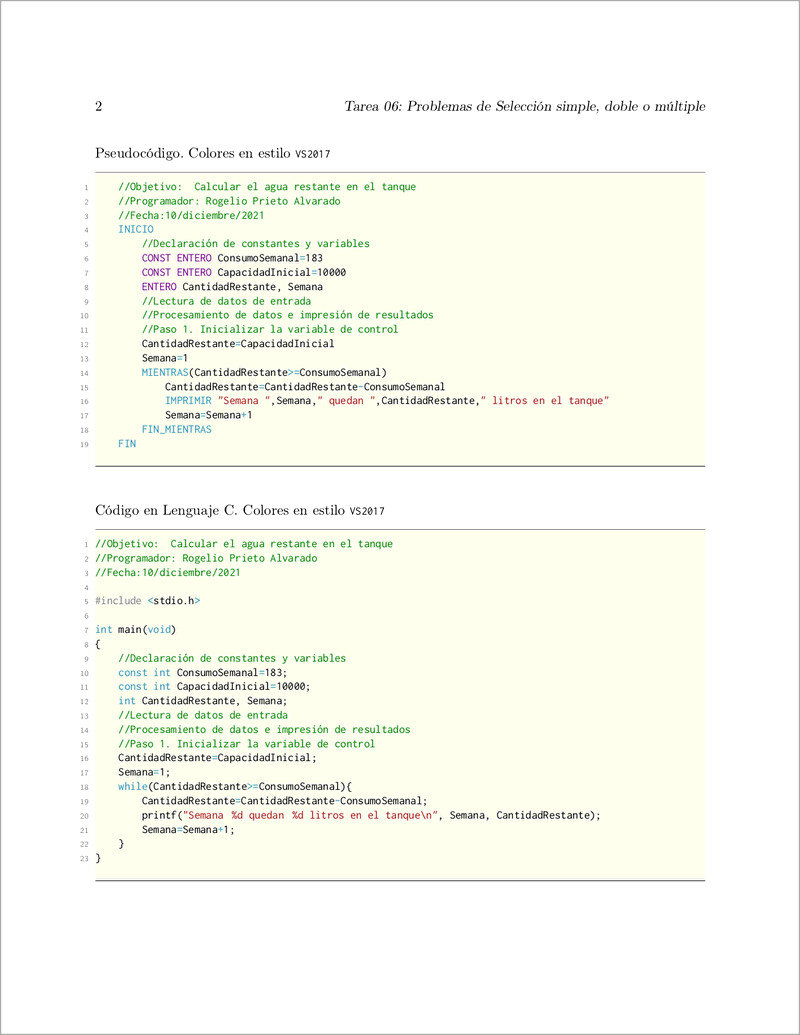 2 Tarea 06: Problemas de Selección simple, doble o múltiple
Pseudocódigo. Colores en estilo VS2017
1 //Objetivo:  Calcular el agua restante en el tanque
2 //Programador: Rogelio Prieto Alvarado
3 //Fecha:10/diciembre/2021
4 INICIO
5 //Declaración de constantes y variables
6 CONST ENTERO ConsumoSemanal=183
7 CONST ENTERO CapacidadInicial=10000
8 ENTERO CantidadRestante, Semana
9 //Lectura de datos de entrada
10 //Procesamiento de datos e impresión de resultados
11 //Paso 1. Inicializar la variable de control
12 CantidadRestante=CapacidadInicial
13 Semana=1
14 MIENTRAS(CantidadRestante>=ConsumoSemanal)
15 CantidadRestante=CantidadRestante-ConsumoSemanal
16 IMPRIMIR "Semana ",Semana," quedan ",CantidadRestante," litros en el tanque"
17 Semana=Semana+1
18 FIN_MIENTRAS
19 FIN
Código en Lenguaje C. Colores en estilo VS2017
1 //Objetivo:  Calcular el agua restante en el tanque
2 //Programador: Rogelio Prieto Alvarado
3 //Fecha:10/diciembre/2021
4
5 #include <stdio.h>
6
7 int main(void)
8 {
9 //Declaración de constantes y variables
10 const int ConsumoSemanal=183;
11 const int CapacidadInicial=10000;
12 int CantidadRestante, Semana;
13 //Lectura de datos de entrada
14 //Procesamiento de datos e impresión de resultados
15 //Paso 1. Inicializar la variable de control
16 CantidadRestante=CapacidadInicial;
17 Semana=1;
18 while(CantidadRestante>=ConsumoSemanal){
19 CantidadRestante=CantidadRestante-ConsumoSemanal;
20 printf("Semana %d quedan %d litros en el tanque\n", Semana, CantidadRestante);
21 Semana=Semana+1;
22 }
23 }